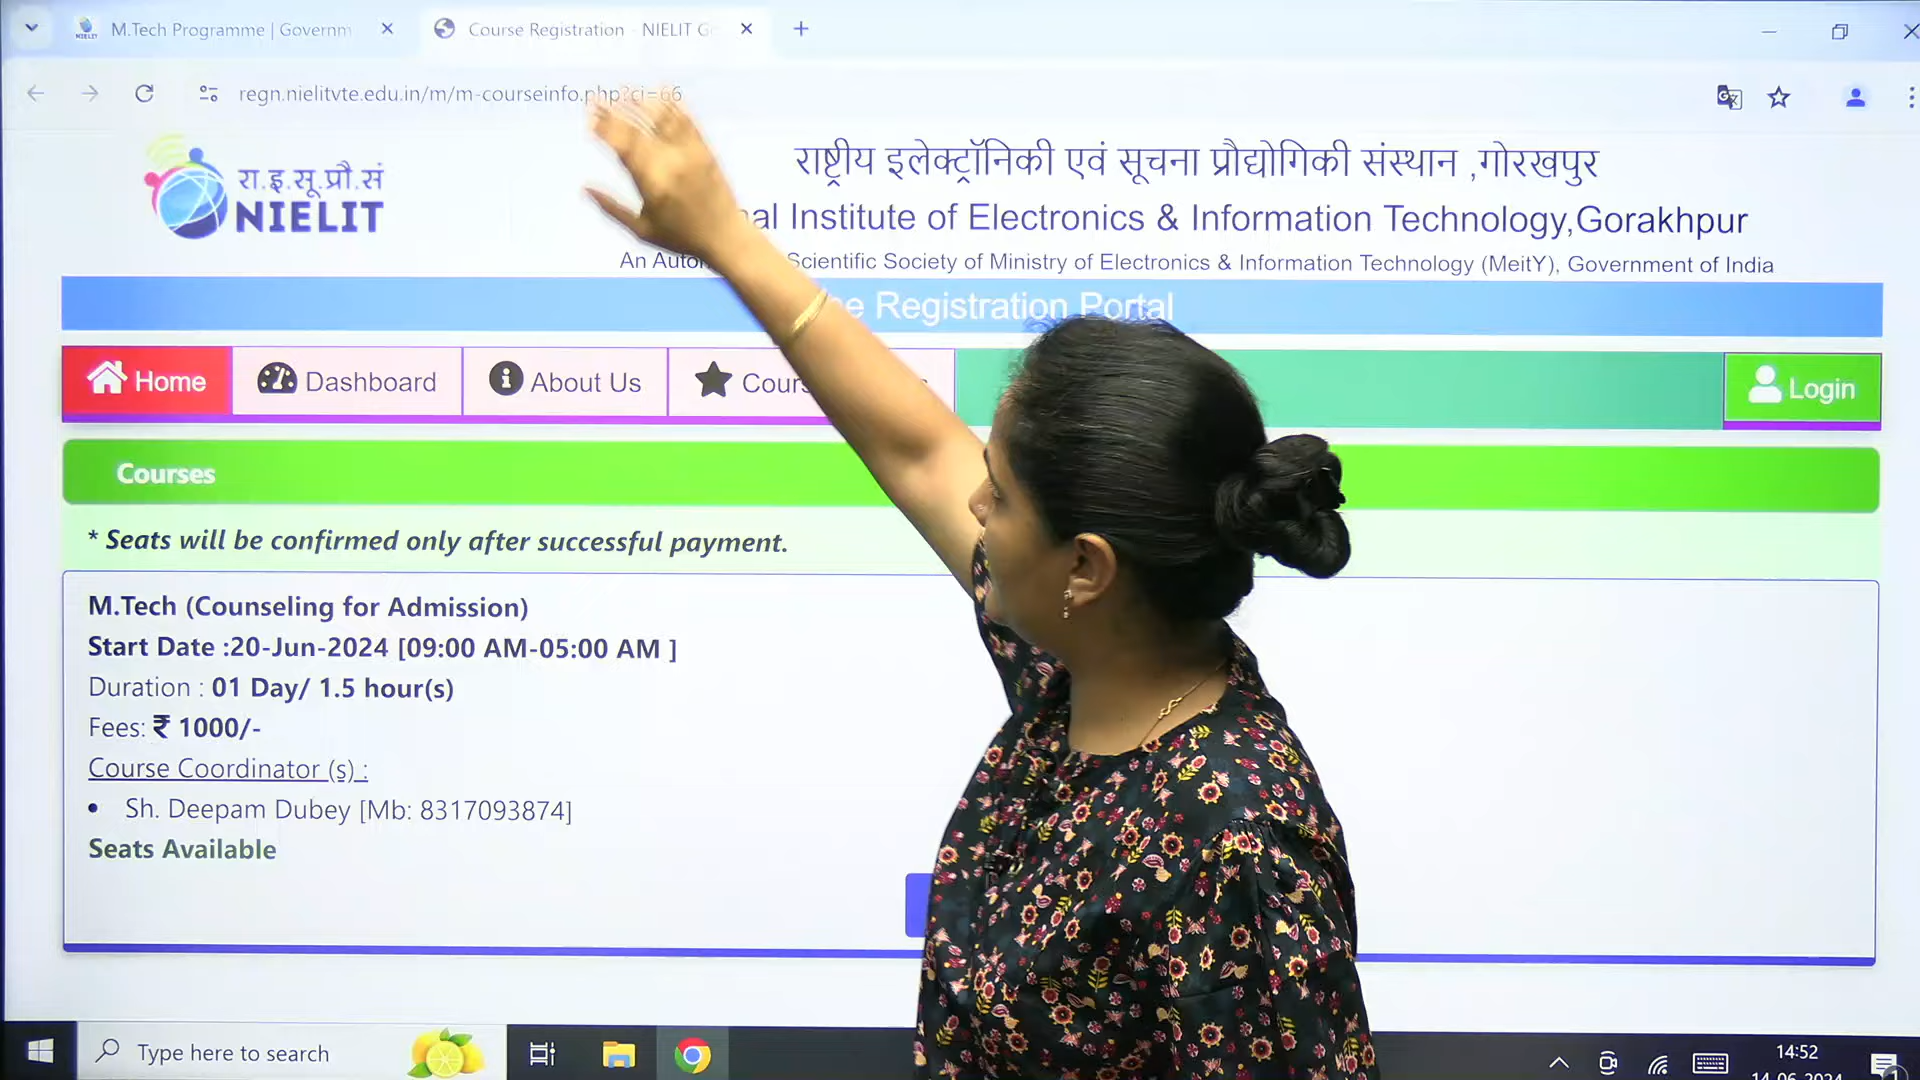 M.Tech Programme | Governm
Course Registration - NIELIT Go
regn.nielitvte.edu.in/m/m-courseinfo.php?ci=66
रा.इ.सू.प्रौ.सं
NIELIT
राष्ट्रीय इलेक्ट्रॉनिकी एवं सूचना प्रौद्योगिकी संस्थान ,गोरखपुर
Institute of Electronics & Information Technology,Gorakhpur
An Scientific Society of Ministry of Electronics & Information Technology (MeitY), Government of India
Registration Portal
Home
Dashboard
About Us
Login
Courses
* Seats will be confirmed only after successful payment.
M.Tech (Counseling for Admission)
Start Date :20-Jun-2024 [09:00 AM-05:00 AM ]
Duration : 01 Day/ 1.5 hour(s)
Fees: ₹ 1000/-
Course Coordinator (s) :
• Sh. Deepam Dubey [Mb: 8317093874]
Seats Available
Type here to search
14:52
14-06-2024